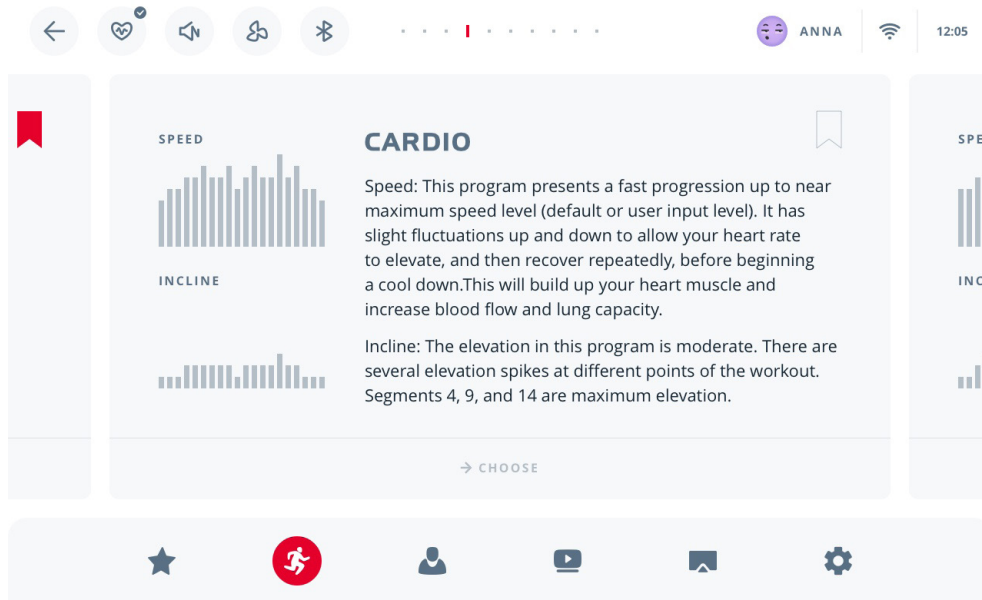 ANNA
12:05
SPEED
INCLINE
CARDIO
Speed: This program presents a fast progression up to near
maximum speed level (default or user input level). It has
slight fluctuations up and down to allow your heart rate
to elevate, and then recover repeatedly, before beginning
a cool down.This will build up your heart muscle and
increase blood flow and lung capacity.
Incline: The elevation in this program is moderate. There are
several elevation spikes at different points of the workout.
Segments 4, 9, and 14 are maximum elevation.
CHOOSE
SPE
INC